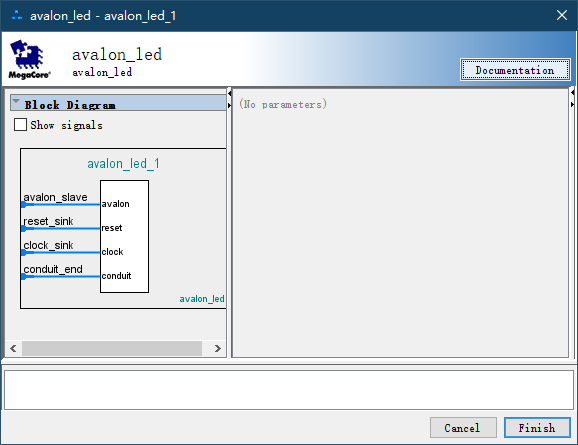 avalon_led - avalon_led_1
MegaCore®
avalon_led
avalon_led
Documentation
Block Diagram
Show signals
avalon_led_1
avalon_slave
avalon
reset_sink
reset
clock_sink
clock
conduit_end
conduit
avalon_led
(No parameters)
Cancel
Finish